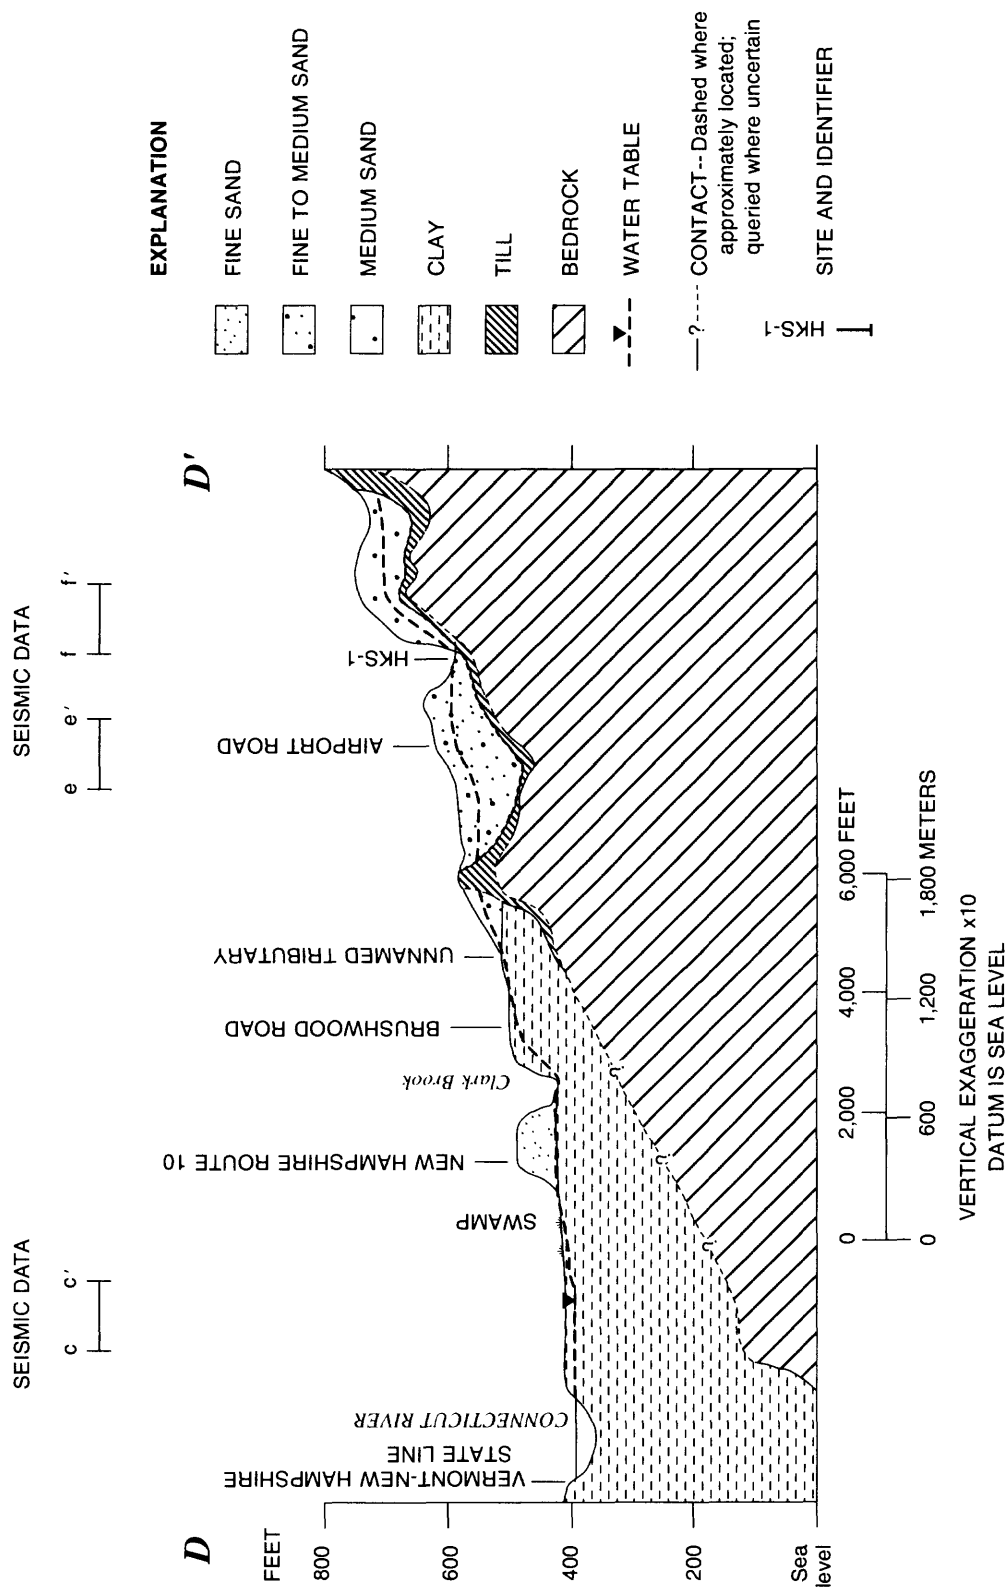 SEISMIC DATA
c c'
SEISMIC DATA
e e' f f'
D
D'
FEET
800
600
400
200
Sea
level
VERMONT-NEW HAMPSHIRE
STATE LINE
CONNECTICUT RIVER
SWAMP
NEW HAMPSHIRE ROUTE 10
Clark Brook
BRUSHWOOD ROAD
UNNAMED TRIBUTARY
AIRPORT ROAD
HKS-1
?
?
?
0 2,000 4,000 6,000 FEET
0 600 1,200 1,800 METERS
VERTICAL EXAGGERATION x10
DATUM IS SEA LEVEL
EXPLANATION
FINE SAND
FINE TO MEDIUM SAND
MEDIUM SAND
CLAY
TILL
BEDROCK
WATER TABLE
? CONTACT--Dashed where
approximately located;
queried where uncertain
HKS-1 SITE AND IDENTIFIER